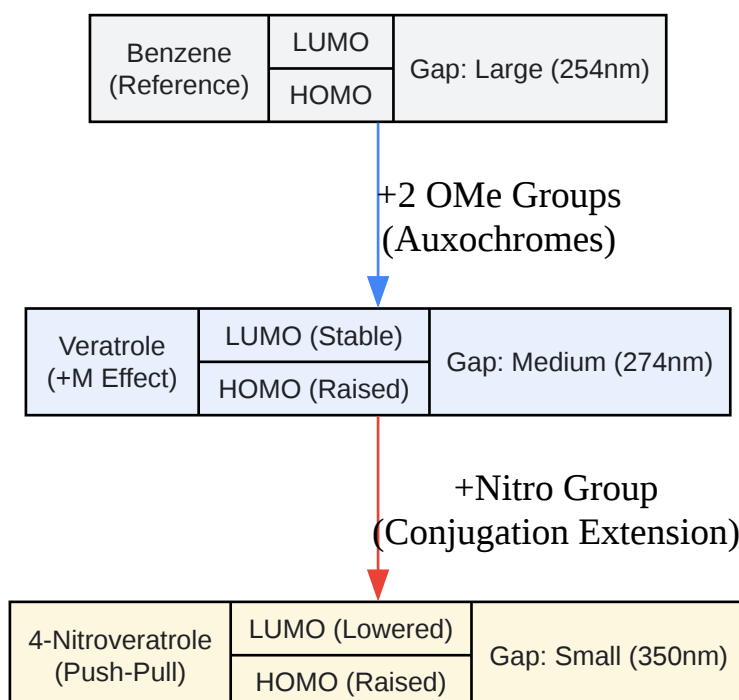 Benzene
(Reference)
LUMO
HOMO
Gap: Large (254nm)
+2 OMe Groups
(Auxochromes)
Veratrole
(+M Effect)
LUMO (Stable)
HOMO (Raised)
Gap: Medium (274nm)
+Nitro Group
(Conjugation Extension)
4-Nitroveratrole
(Push-Pull)
LUMO (Lowered)
HOMO (Raised)
Gap: Small (350nm)